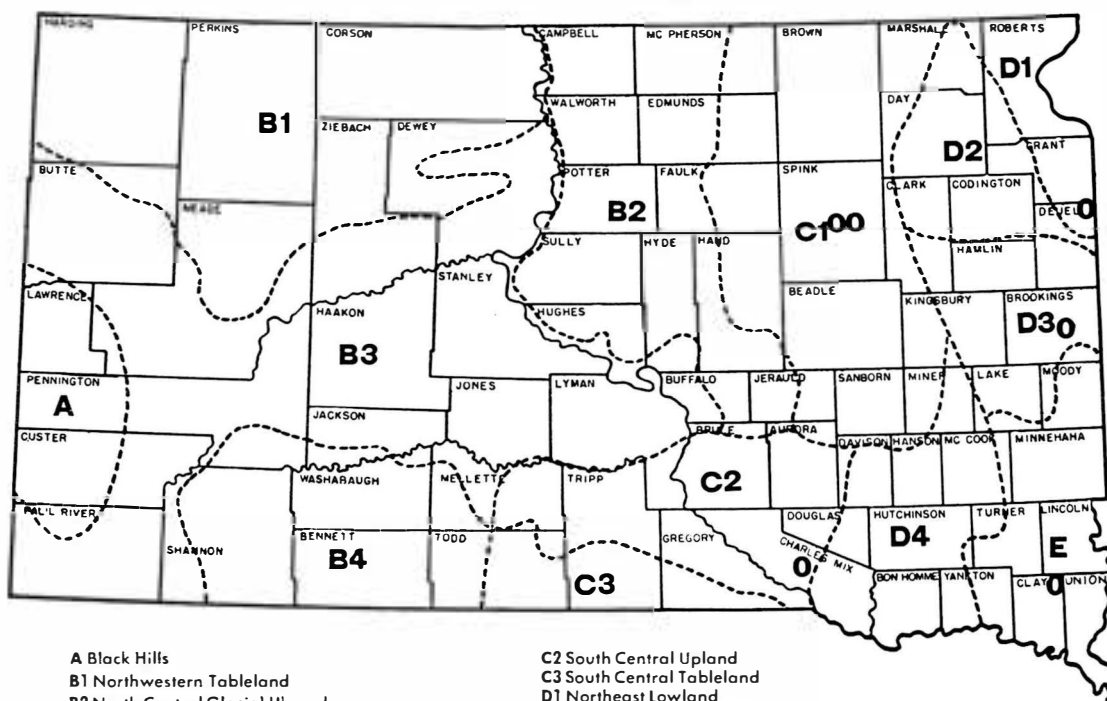 HARDING PERKINS CORSON CAMPBELL MC PHERSON BROWN MARSHALL ROBERTS
D1
WALWORTH EDMUNDS DAY
B1 ZIEBACH DEWEY D2 GRANT
BUTTE POTTER FAULK SPINK CLARK CODINGTON
MEADE B2 C1 00 DEUEL 0
SULLY HYDE HAND HAMLIN
STANLEY
LAWRENCE BEADLE KINGSBURY BROOKINGS
HAAKON HUGHES D3 0
B3
PENNINGTON JONES LYMAN BUFFALO JERAULD SANBORN MINER LAKE MOODY
A
JACKSON BRULE AURORA
CUSTER DAVISON HANSON MC COOK MINNEHAHA
WASHABAUGH MELLETTE TRIPP C2
FALL RIVER DOUGLAS HUTCHINSON TURNER LINCOLN
SHANNON BENNETT TODD GREGORY CHARLES MIX D4 E
B4 C3 0 BON HOMME YANKTON CLAY 0 UNION
A Black Hills
B1 Northwestern Tableland
C2 South Central Upland
C3 South Central Tableland
D1 Northeast Lowland